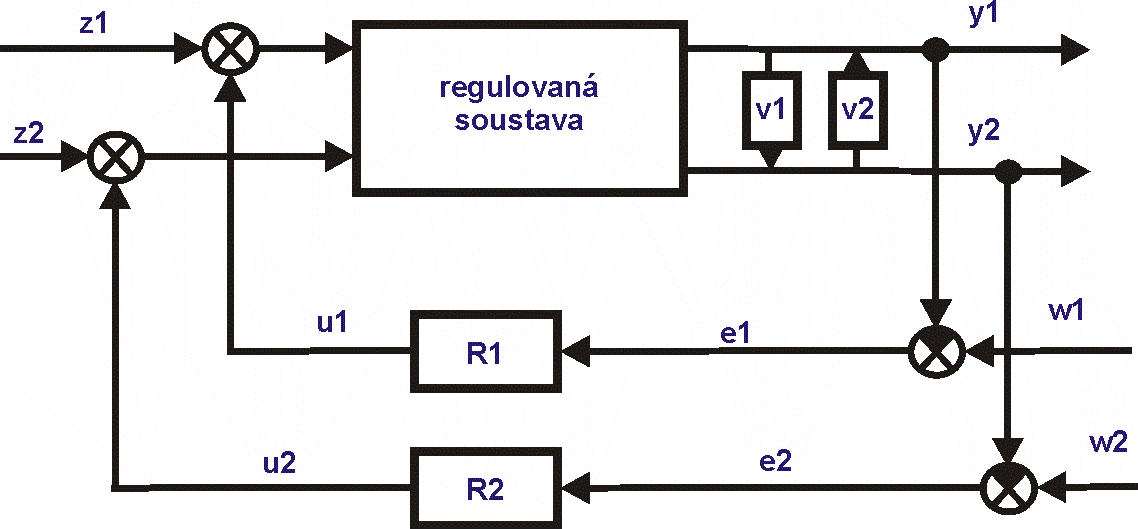 z1
y1
regulovaná
soustava
v1
v2
z2
y2
u1
R1
e1
w1
u2
R2
e2
w2